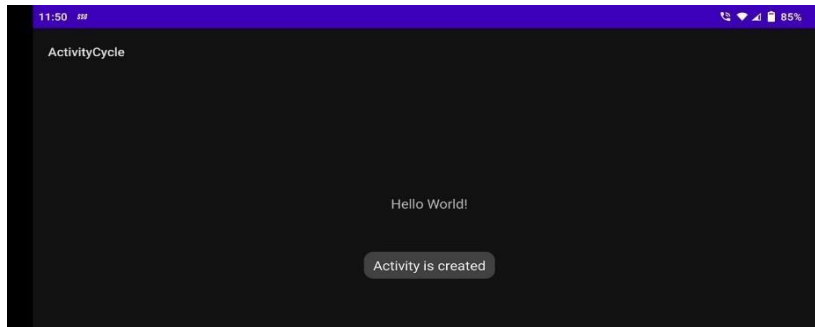 11:50
85%
ActivityCycle
Hello World!
Activity is created